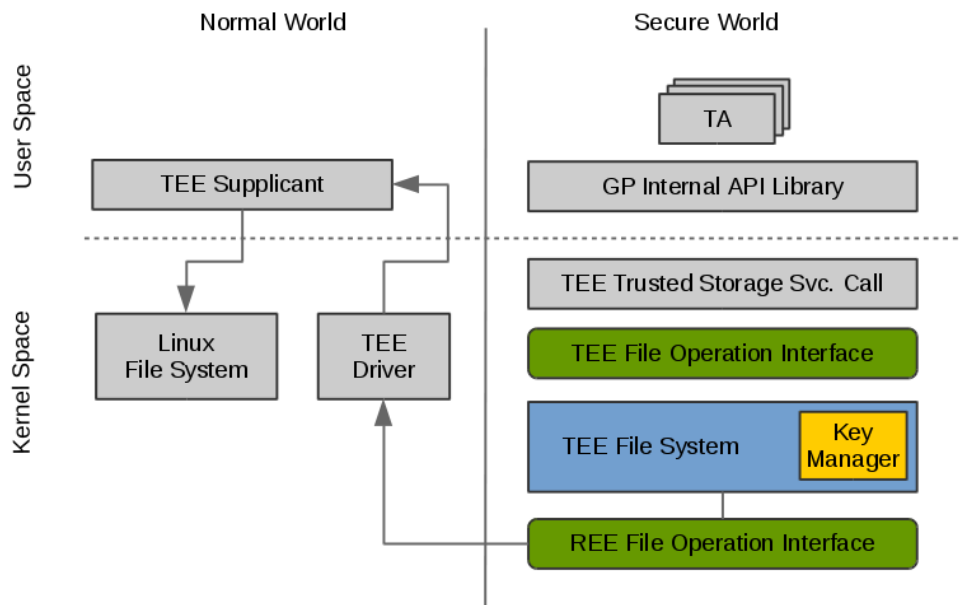 Normal World
Secure World
User Space
TA
TEE Supplicant
GP Internal API Library
Kernel Space
TEE Trusted Storage Svc. Call
Linux
File System
TEE
Driver
TEE File Operation Interface
TEE File System
Key
Manager
REE File Operation Interface